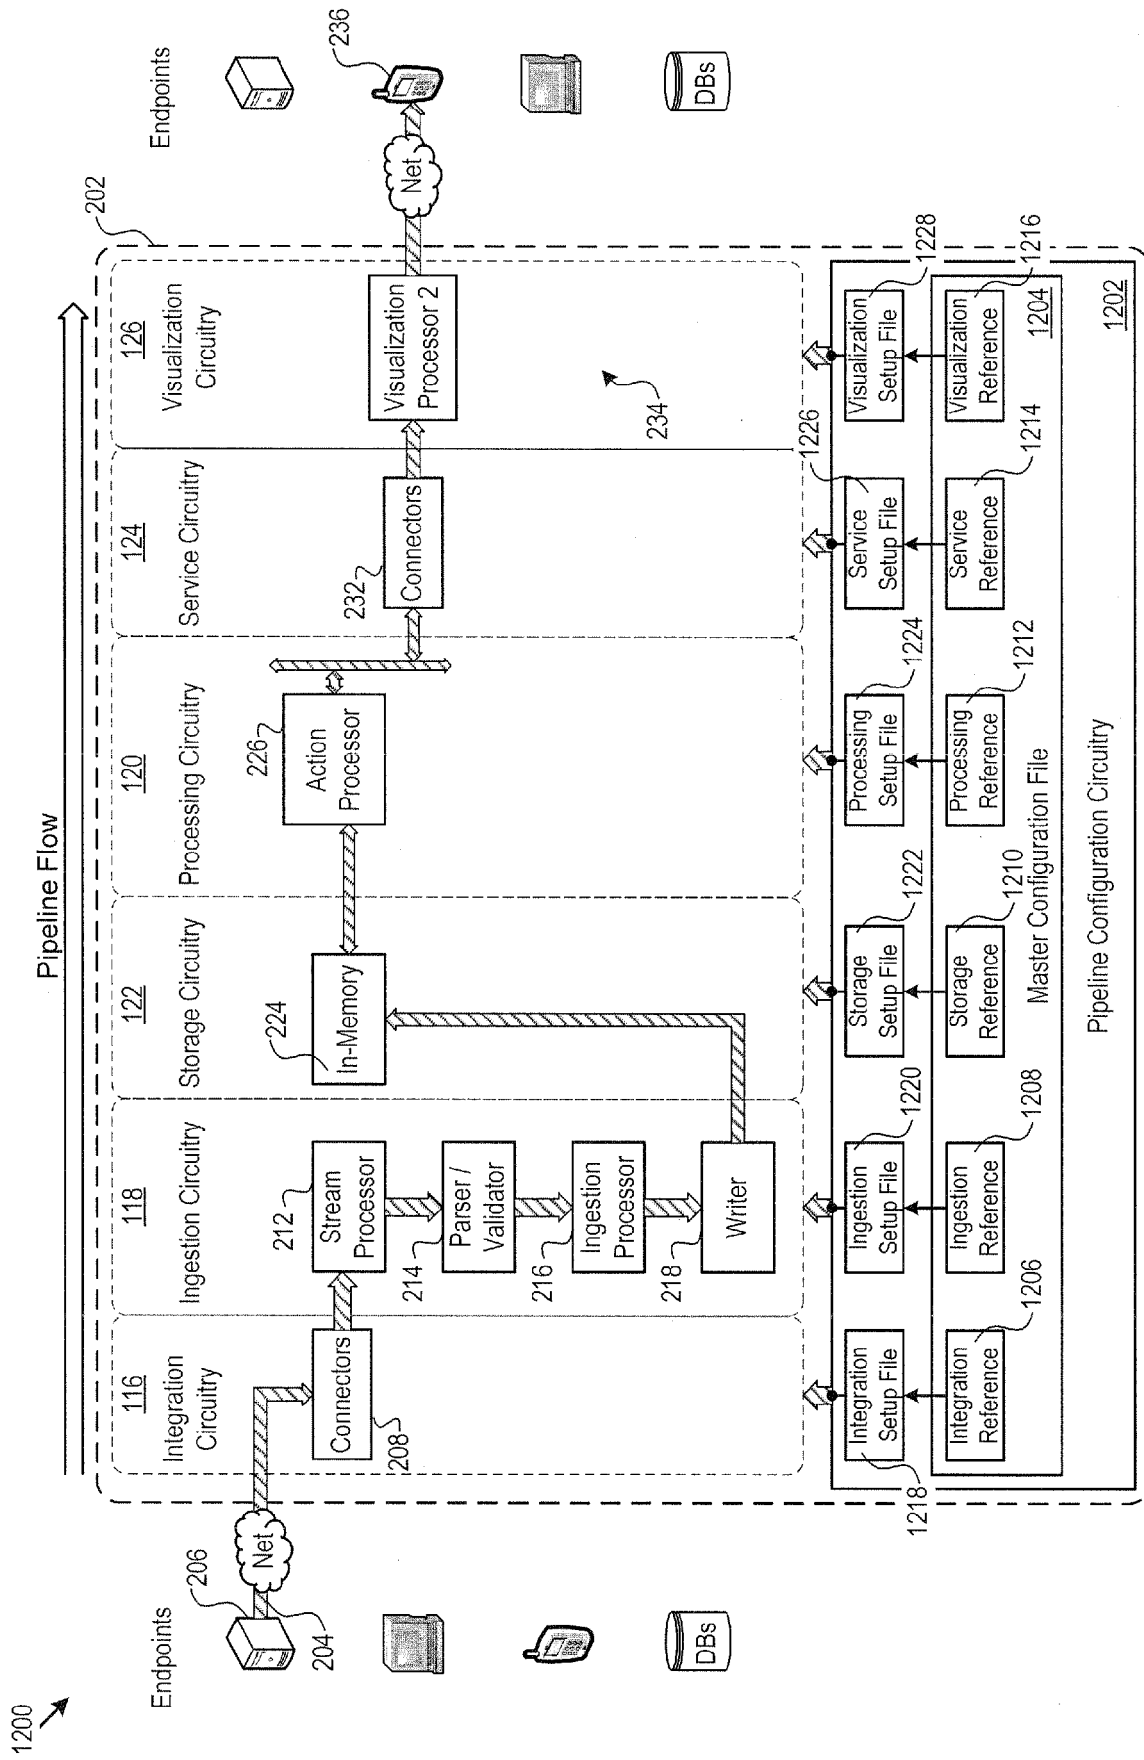 1200
Pipeline Flow
Endpoints
206
204
Net
DBs
202
116
Integration
Circuitry
Connectors
208
118
Ingestion Circuitry
212
Stream
Processor
214
Parser /
Validator
216
Ingestion
Processor
218
Writer
122
Storage Circuitry
224
In-Memory
120
Processing Circuitry
226
Action
Processor
124
Service Circuitry
232
Connectors
126
Visualization
Circuitry
Visualization
Processor 2
234
Net
Endpoints
236
DBs
Integration
Setup File
1218
Ingestion
Setup File
1220
Storage
Setup File
1222
Processing
Setup File
1224
Service
Setup File
1226
Visualization
Setup File
1228
Integration
Reference
1206
Ingestion
Reference
1208
Storage
Reference
1210
Processing
Reference
1212
Service
Reference
1214
Visualization
Reference
1216
Master Configuration File
1204
Pipeline Configuration Circuitry
1202